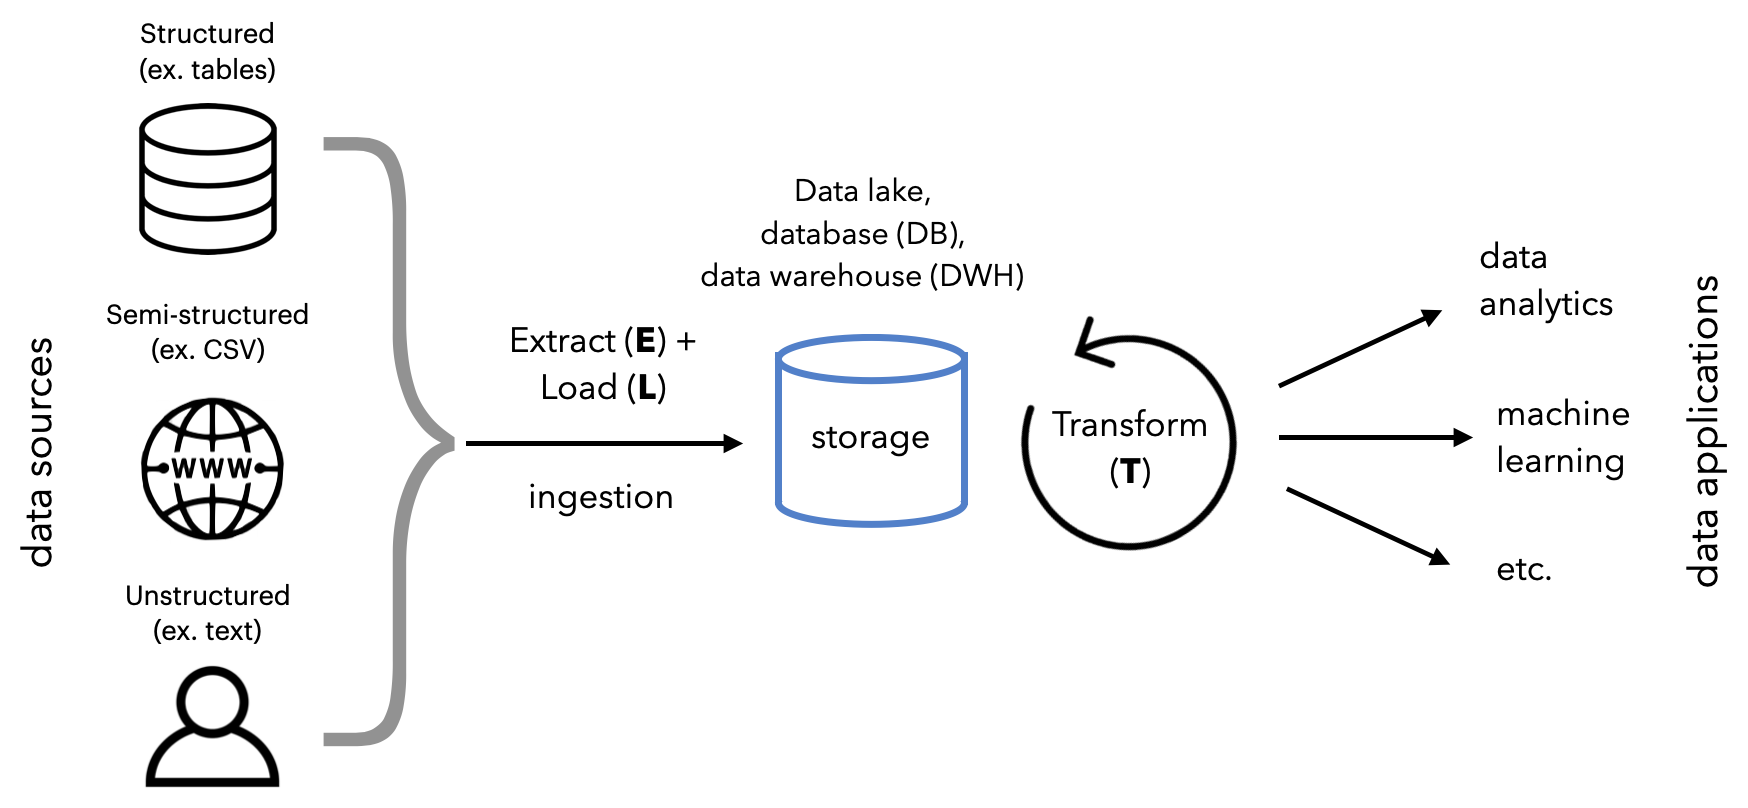 data sources
Structured
(ex. tables)
Semi-structured
(ex. CSV)
WWW
Unstructured
(ex. text)
Extract (E) +
Load (L)
ingestion
Data lake,
database (DB),
data warehouse (DWH)
storage
Transform
(T)
data
analytics
machine
learning
etc.
data applications